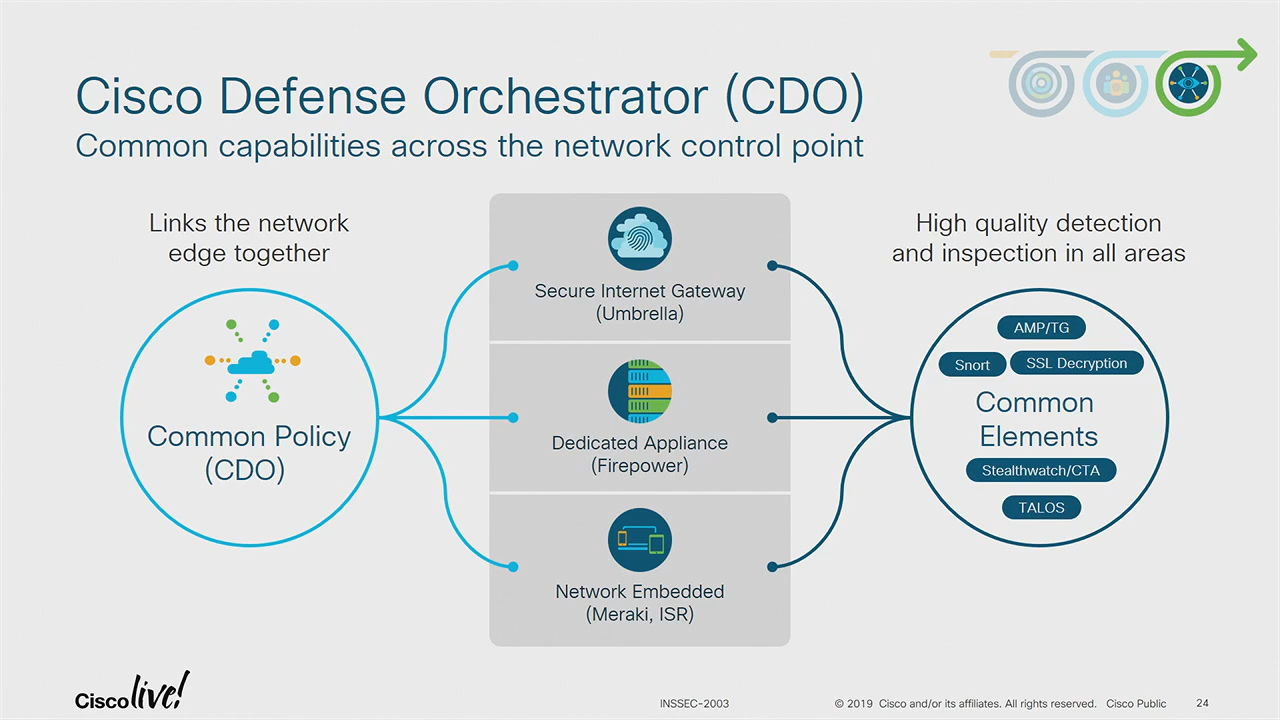 Cisco Defense Orchestrator (CDO)
Common capabilities across the network control point
Links the network
edge together
Common Policy
(CDO)
Secure Internet Gateway
(Umbrella)
Dedicated Appliance
(Firepower)
Network Embedded
(Meraki, ISR)
High quality detection
and inspection in all areas
AMP/TG
Snort
SSL Decryption
Common
Elements
Stealthwatch/CTA
TALOS
Cisco live!
INSSEC-2003
© 2019 Cisco and/or its affiliates. All rights reserved. Cisco Public
24